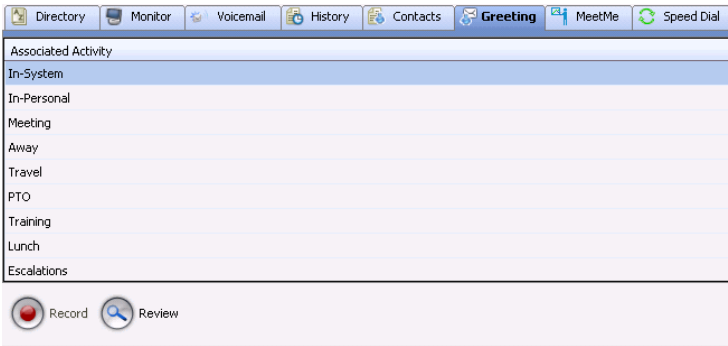 Directory Monitor Voicemail History Contacts Greeting MeetMe Speed Dial
Associated Activity
In-System
In-Personal
Meeting
Away
Travel
PTO
Training
Lunch
Escalations
Record Review